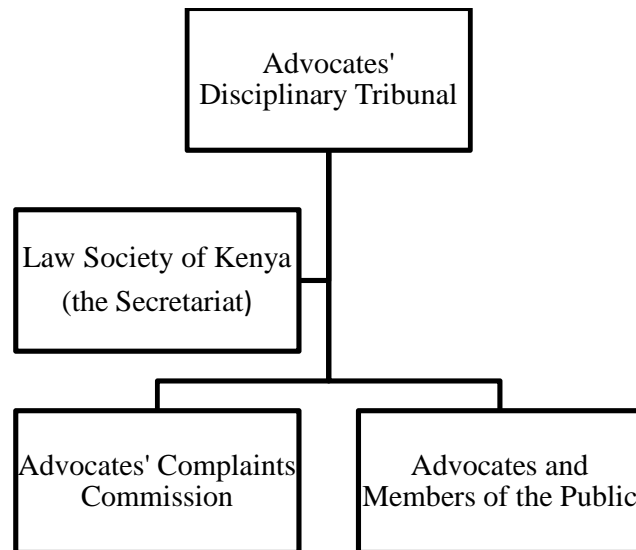 Advocates'
Disciplinary Tribunal
Law Society of Kenya
(the Secretariat)
Advocates' Complaints
Commission
Advocates and
Members of the Public